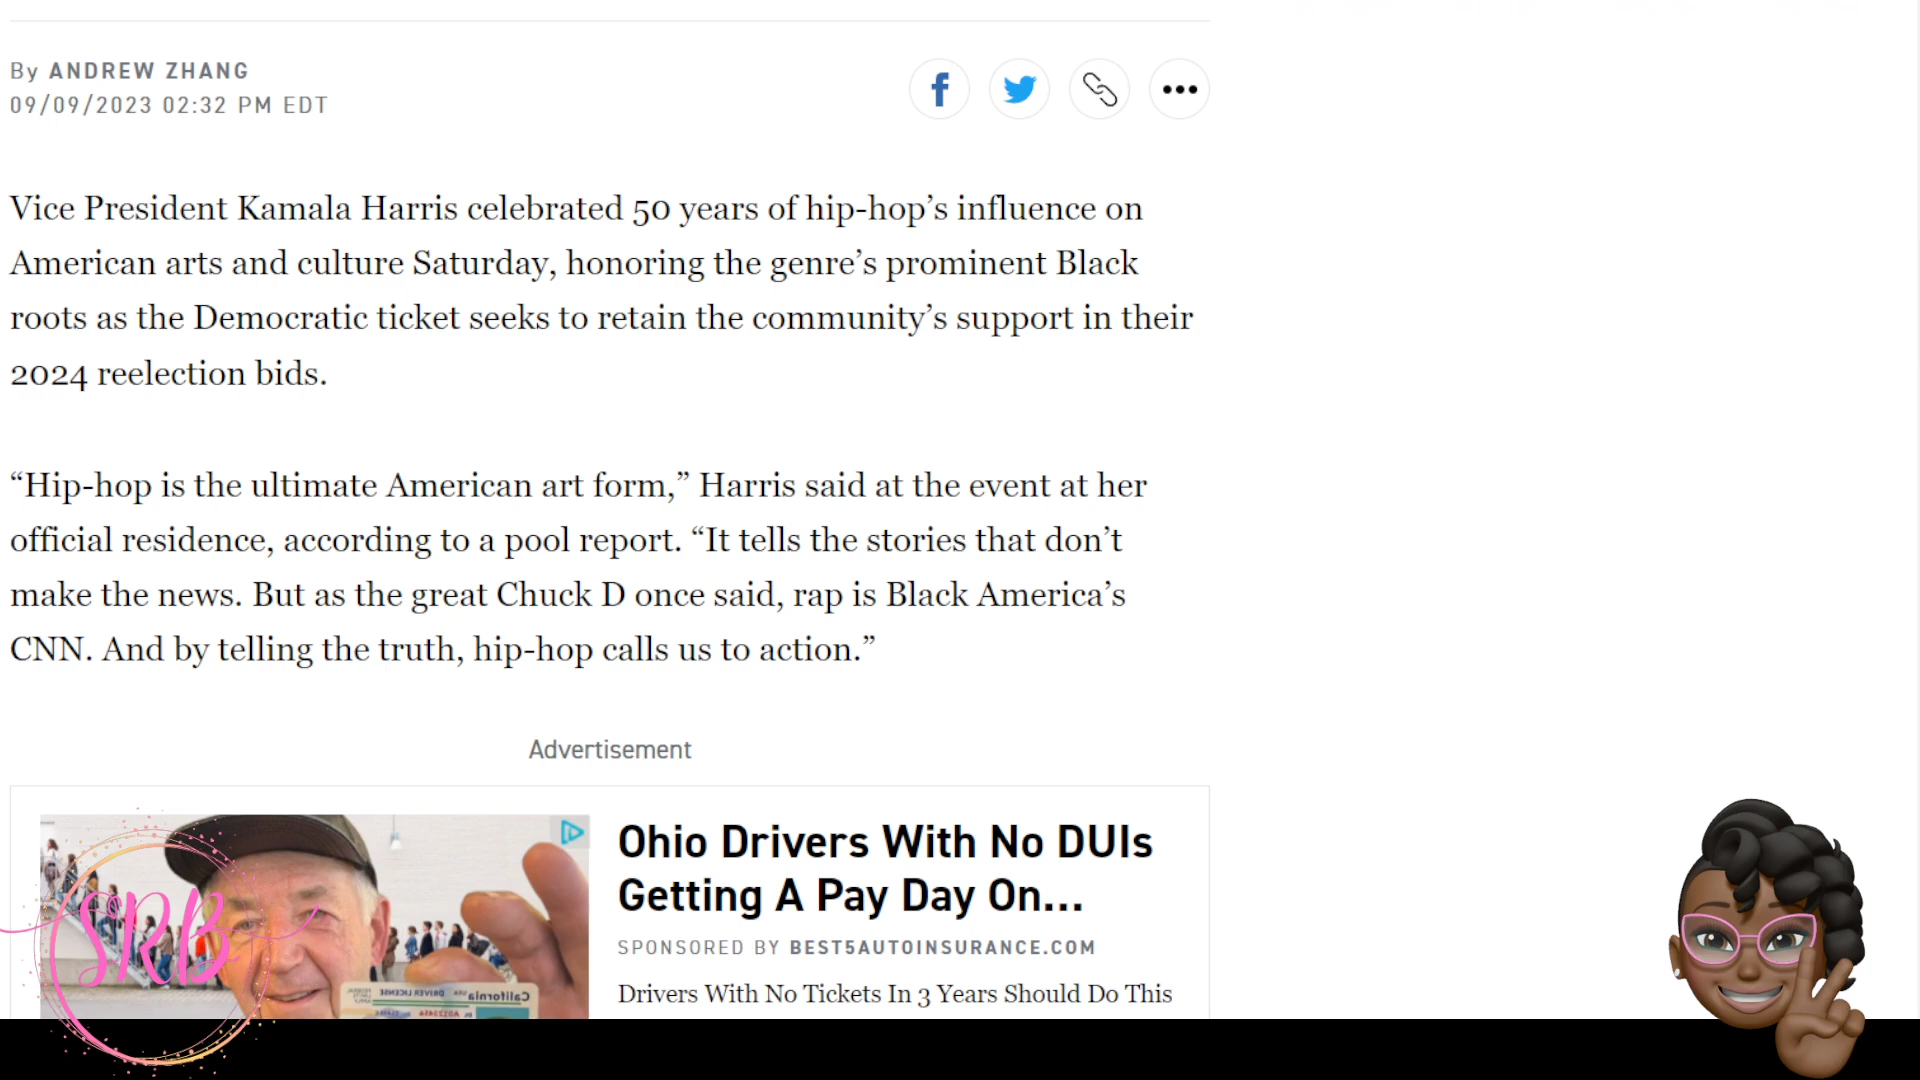 By ANDREW ZHANG
09/09/2023 02:32 PM EDT
Vice President Kamala Harris celebrated 50 years of hip-hop’s influence on
American arts and culture Saturday, honoring the genre’s prominent Black
roots as the Democratic ticket seeks to retain the community’s support in their
2024 reelection bids.
“Hip-hop is the ultimate American art form,” Harris said at the event at her
official residence, according to a pool report. “It tells the stories that don’t
make the news. But as the great Chuck D once said, rap is Black America’s
CNN. And by telling the truth, hip-hop calls us to action.”
Advertisement
Ohio Drivers With No DUIs
Getting A Pay Day On...
SPONSORED BY BEST5AUTOINSURANCE.COM
Drivers With No Tickets In 3 Years Should Do This
SRB
California
USA DRIVER LICENSE